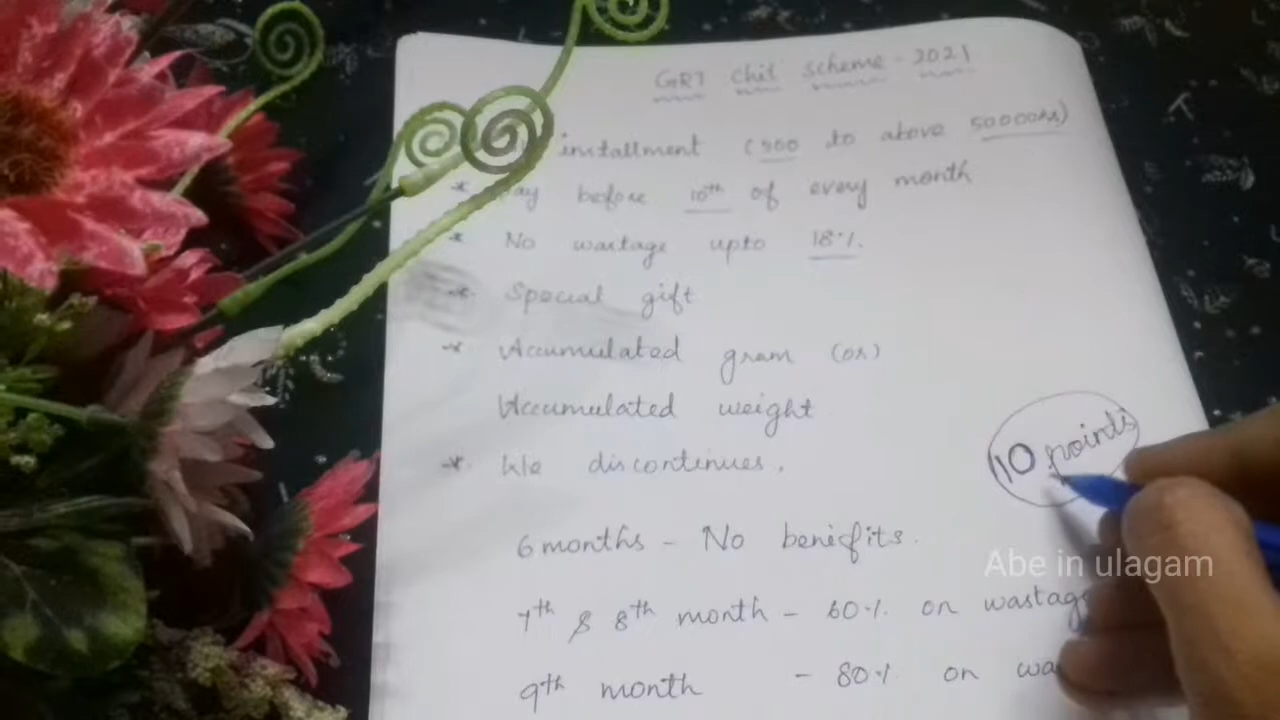 GRT chit scheme - 2021
installment (500 to above 50000Rs)
* Pay before 10th of every month
* No wastage upto 18%.
* Special gift
* Accumulated gram (or)
Accumulated weight
* discontinues.
10 points
6 months - No benifits.
Abe in ulagam
7th & 8th month - 60% on wastage
9th month - 80% on wa